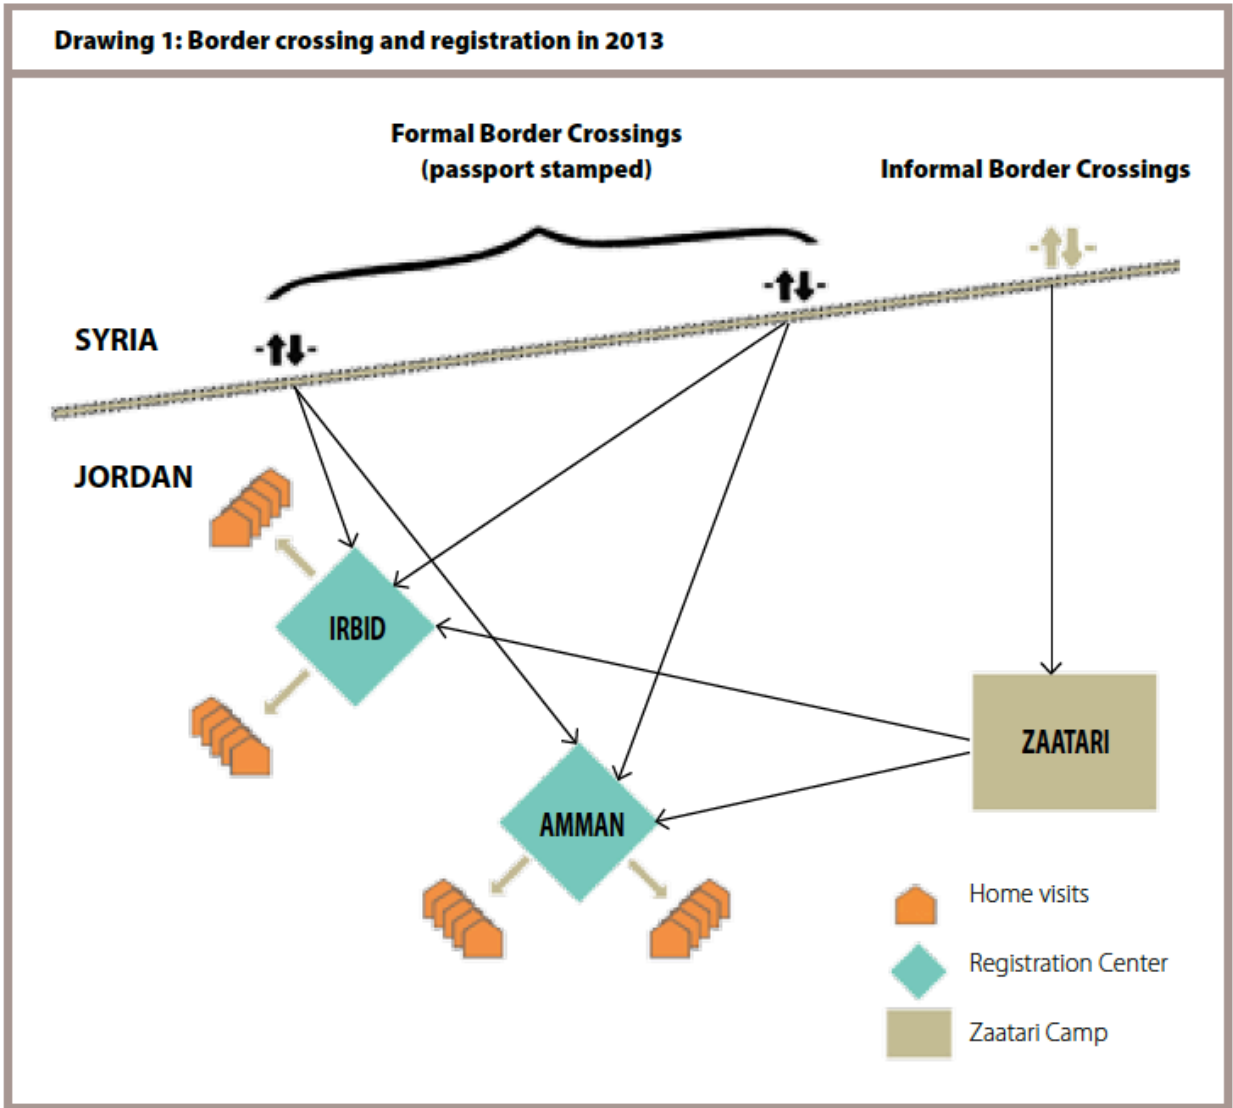 Drawing 1: Border crossing and registration in 2013
Formal Border Crossings
(passport stamped)
Informal Border Crossings
SYRIA
JORDAN
IRBID
ZAATARI
AMMAN
Home visits
Registration Center
Zaatari Camp